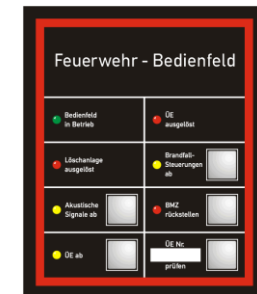 Feuerwehr - Bedienfeld
Bedienfeld
in Betrieb
ÜE
ausgelöst
Löschanlage
ausgelöst
Brandfall-
Steuerungen
ab
Akustische
Signale ab
BMZ
rückstellen
ÜE ab
ÜE Nr.
prüfen